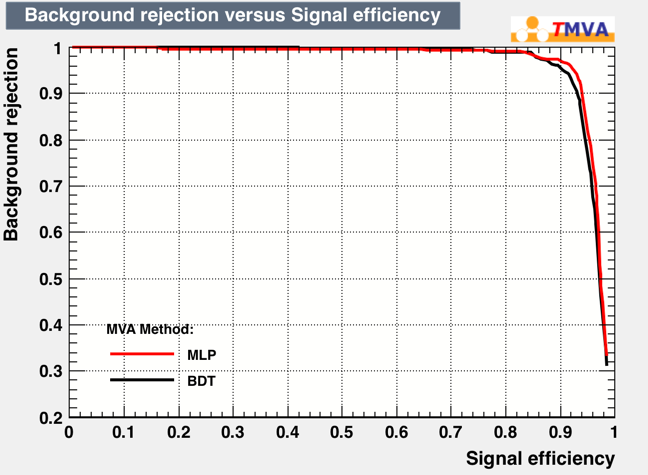 Background rejection versus Signal efficiency
TMVA
Background rejection
1
0.9
0.8
0.7
0.6
0.5
0.4
0.3
0.2
MVA Method:
MLP
BDT
0 0.1 0.2 0.3 0.4 0.5 0.6 0.7 0.8 0.9 1
Signal efficiency